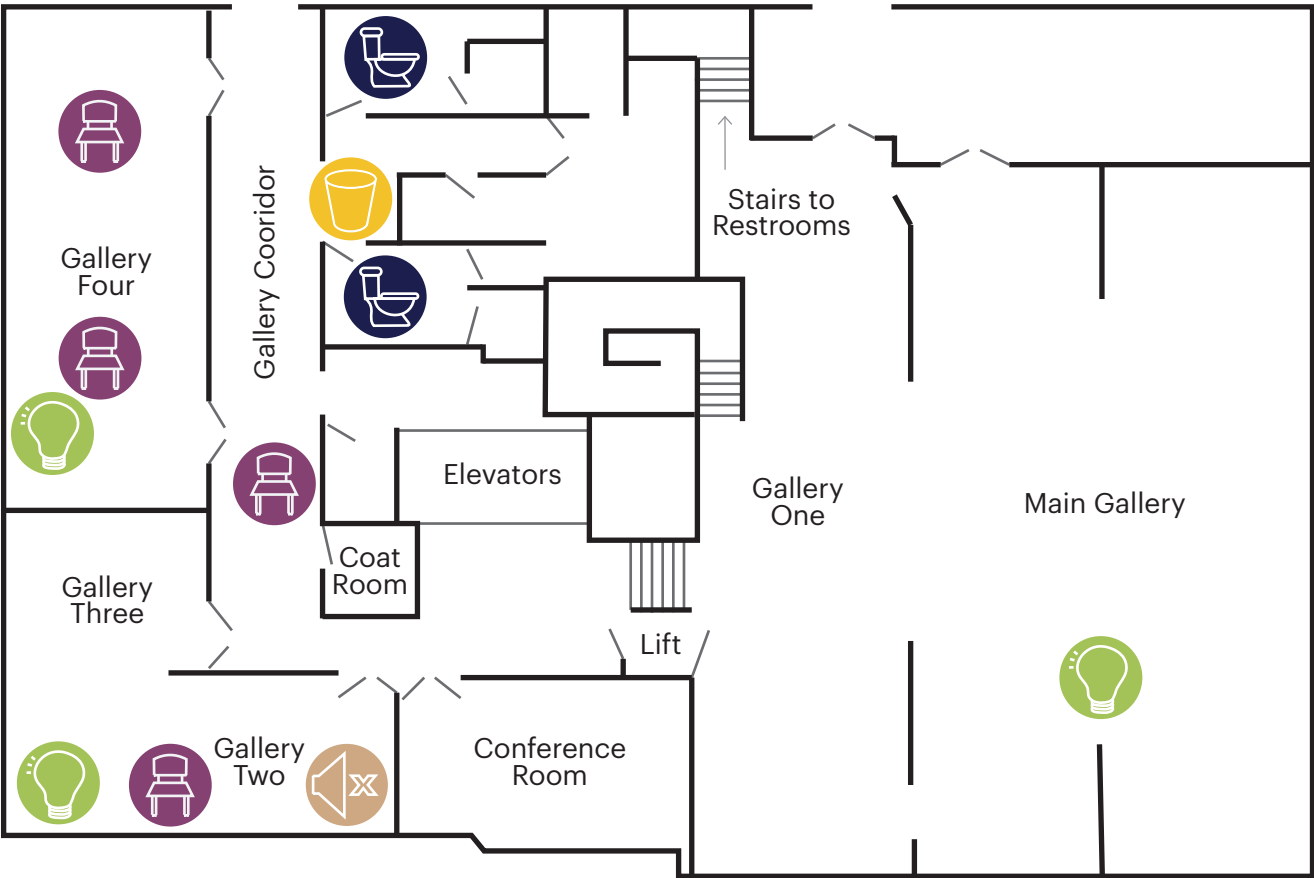 Gallery Cooridor
Stairs to
Restrooms
Gallery
Four
Elevators
Gallery
One
Main Gallery
Coat
Room
Gallery
Three
Lift
Gallery
Two
x
Conference
Room